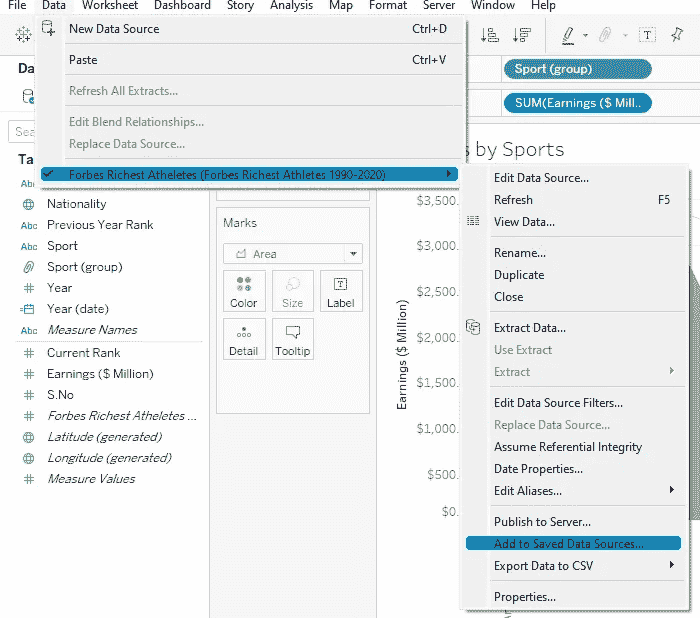 File Data Worksheet Dashboard Story Analysis Map Format Server Window Help
New Data Source Ctrl+D
Paste Ctrl+V
Refresh All Extracts...
Edit Blend Relationships...
Replace Data Source...
Forbes Richest Atheletes (Forbes Richest Athletes 1990-2020)
Da
Sea
Ta
Abc
Nationality
Abc Previous Year Rank
Abc Sport
Sport (group)
Year
Year (date)
Abc Measure Names
Current Rank
Earnings ($ Million)
S.No
Forbes Richest Atheletes ...
Latitude (generated)
Longitude (generated)
Measure Values
Marks
Area
Color Size Label
Detail Tooltip
T
Sport (group)
SUM(Earnings ($ Mill..
s by Sports
Earnings ($ Million)
$3,500.
$3,000.
$2,500.
$2,000.
$1,500.
$1,000.
$500.
$0.
Edit Data Source...
Refresh F5
View Data...
Rename...
Duplicate
Close
Extract Data...
Use Extract
Extract
Edit Data Source Filters...
Replace Data Source...
Assume Referential Integrity
Date Properties...
Edit Aliases...
Publish to Server...
Add to Saved Data Sources...
Export Data to CSV
Properties...